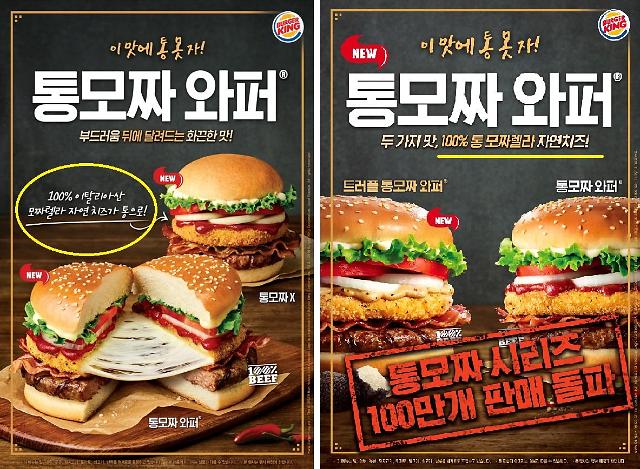 BURGER KING
이 맛에 통 못 자!
통모짜 와퍼®
부드러움 뒤에 달려드는 화끈한 맛!
NEW
100% 이탈리아산
모짜렐라 자연 치즈가 통으로!
통모짜X
NEW
100% BEEF
통모짜 와퍼®
BURGER KING
NEW
이 맛에 통 못 자!
통모짜 와퍼®
두 가지 맛, 100% 통 모짜렐라 자연치즈!
트러플 통모짜 와퍼®
통모짜 와퍼®
NEW
100%
100%
통모짜 시리즈
100만개 판매 돌파